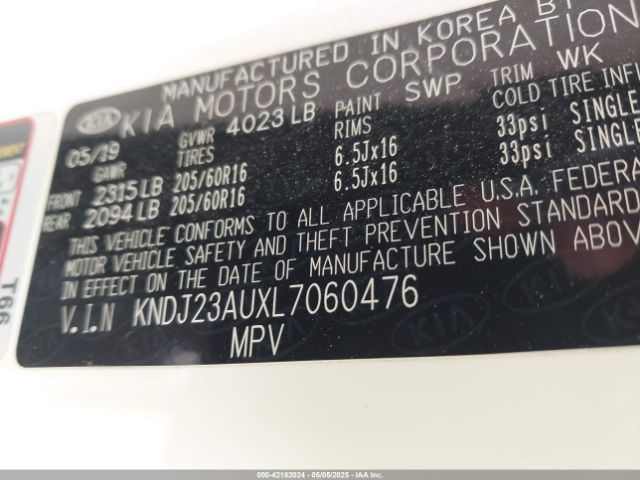 MANUFACTURED IN KOREA BY
KIA KIA MOTORS CORPORATION
05/19 GVWR 4023 LB PAINT SWP TRIM WK
GAWR TIRES RIMS COLD TIRE INFL
FRONT 2315 LB 205/60R16 6.5Jx16 33psi SINGLE
REAR 2094 LB 205/60R16 6.5Jx16 33psi SINGLE
THIS VEHICLE CONFORMS TO ALL APPLICABLE U.S.A. FEDERA
MOTOR VEHICLE SAFETY AND THEFT PREVENTION STANDARD
IN EFFECT ON THE DATE OF MANUFACTURE SHOWN ABOV
V.I.N KNDJ23AUXL7060476
MPV
T66
000-42182024 - 05/05/2025 - IAA Inc.